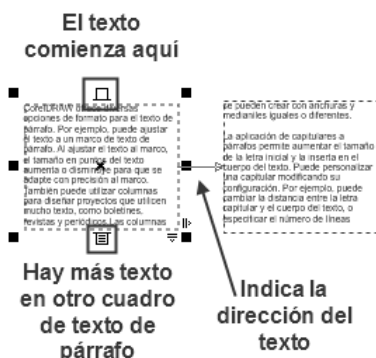 El texto
comienza aquí
CorelDRAW ofrece diversas
opciones de formato para el texto de
párrafo. Por ejemplo, puede ajustar
el texto a un marco de texto de
párrafo. Al ajustar el texto al marco,
el tamaño en puntos del texto
aumenta o disminuye para que se
adapte con precisión al marco.
También puede utilizar columnas
para diseñar proyectos que utilicen
mucho texto, como boletines,
revistas y periódicos. Las columnas
se pueden crear con anchuras y
medianiles iguales o diferentes.
La aplicación de capitulares a
párrafos permite aumentar el tamaño
de la letra inicial y la inserta en el
cuerpo del texto. Puede personalizar
una capitular modificando su
configuración. Por ejemplo, puede
cambiar la distancia entre la letra
capitular y el cuerpo del texto, o
especificar el número de líneas
Hay más texto
en otro cuadro
de texto de
párrafo
Indica la
dirección del
texto